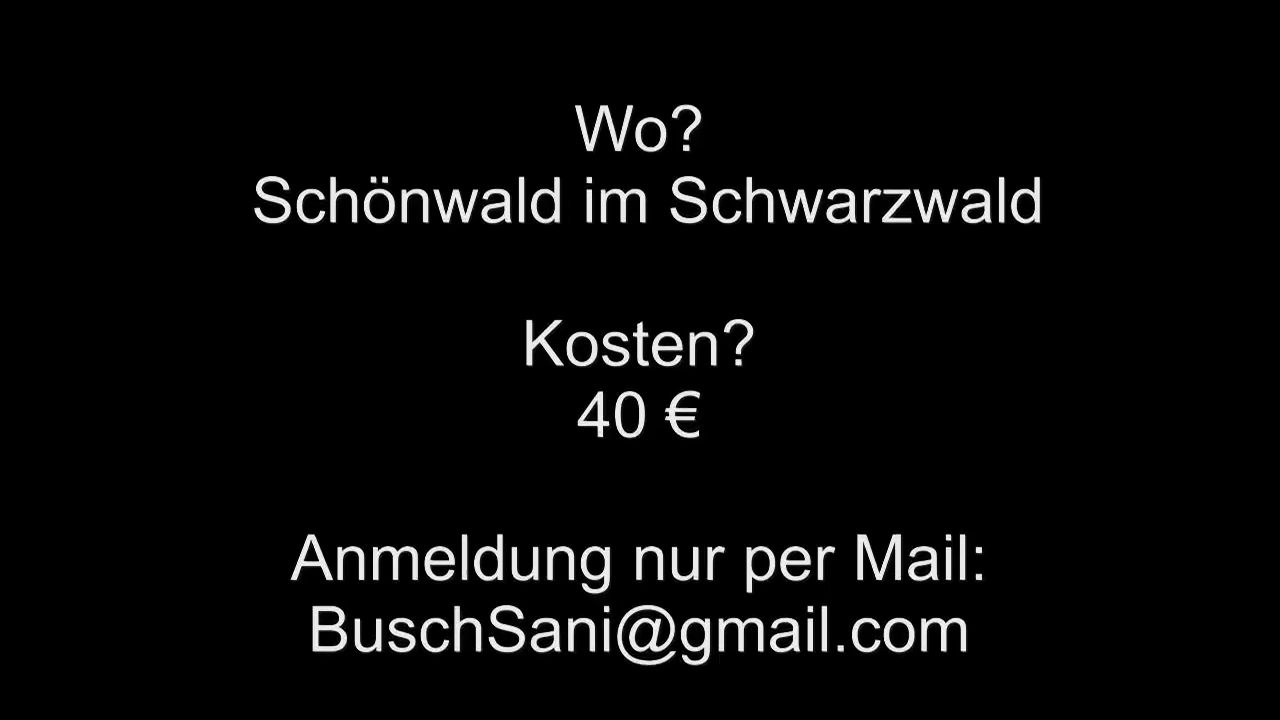 Wo?
Schönwald im Schwarzwald
Kosten?
40 €
Anmeldung nur per Mail:
BuschSani@gmail.com